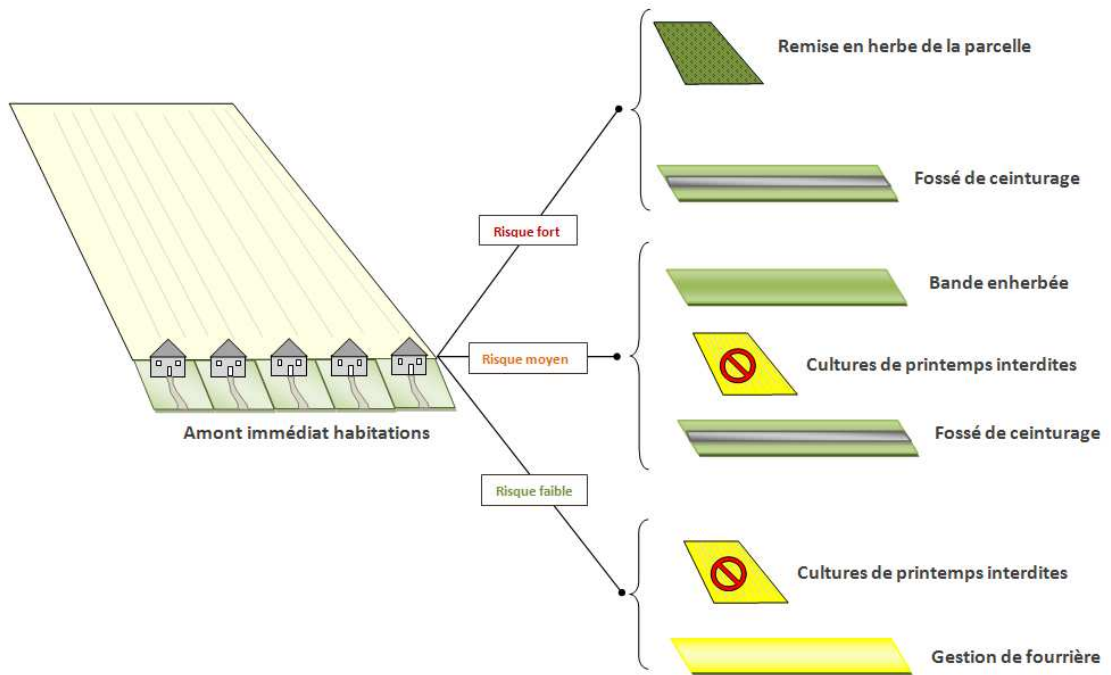 Remise en herbe de la parcelle
Fossé de ceinturage
Risque fort
Bande enherbée
Risque moyen
Cultures de printemps interdites
Amont immédiat habitations
Fossé de ceinturage
Risque faible
Cultures de printemps interdites
Gestion de fourrière